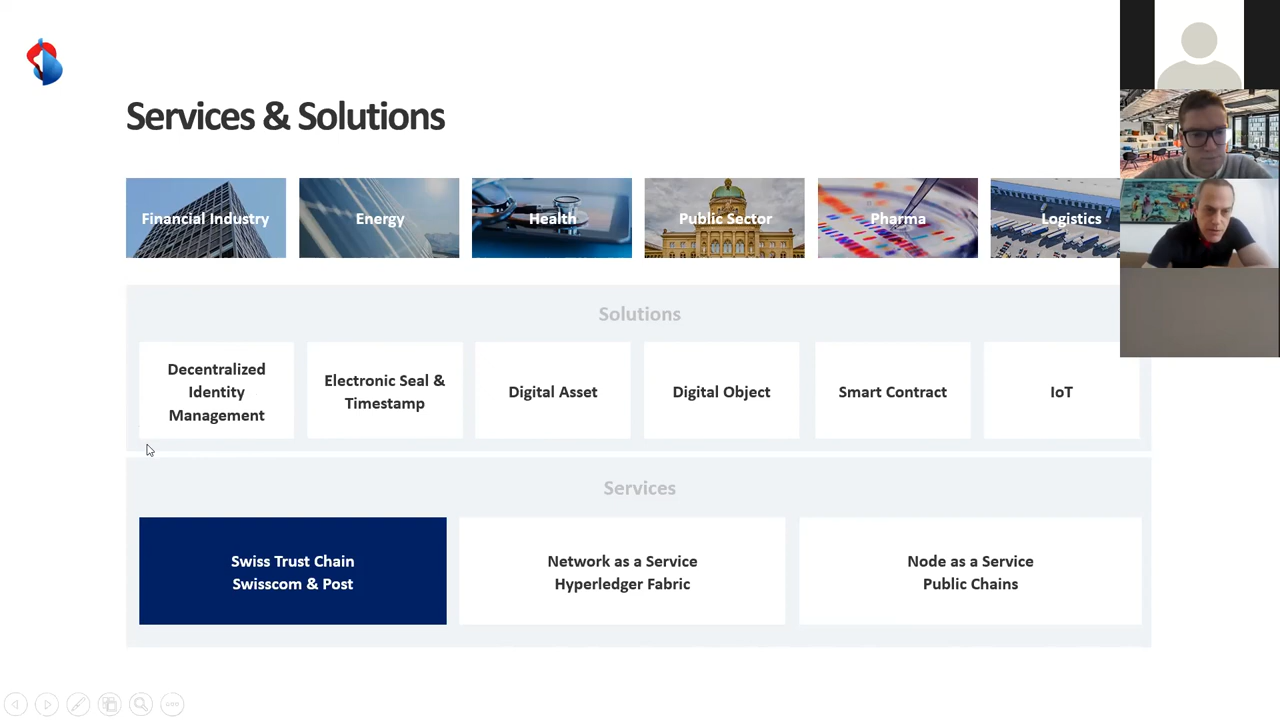 Services & Solutions
Financial Industry
Energy
Health
Public Sector
Pharma
Logistics
Solutions
Decentralized
Identity
Management
Electronic Seal &
Timestamp
Digital Asset
Digital Object
Smart Contract
IoT
Services
Swiss Trust Chain
Swisscom & Post
Network as a Service
Hyperledger Fabric
Node as a Service
Public Chains